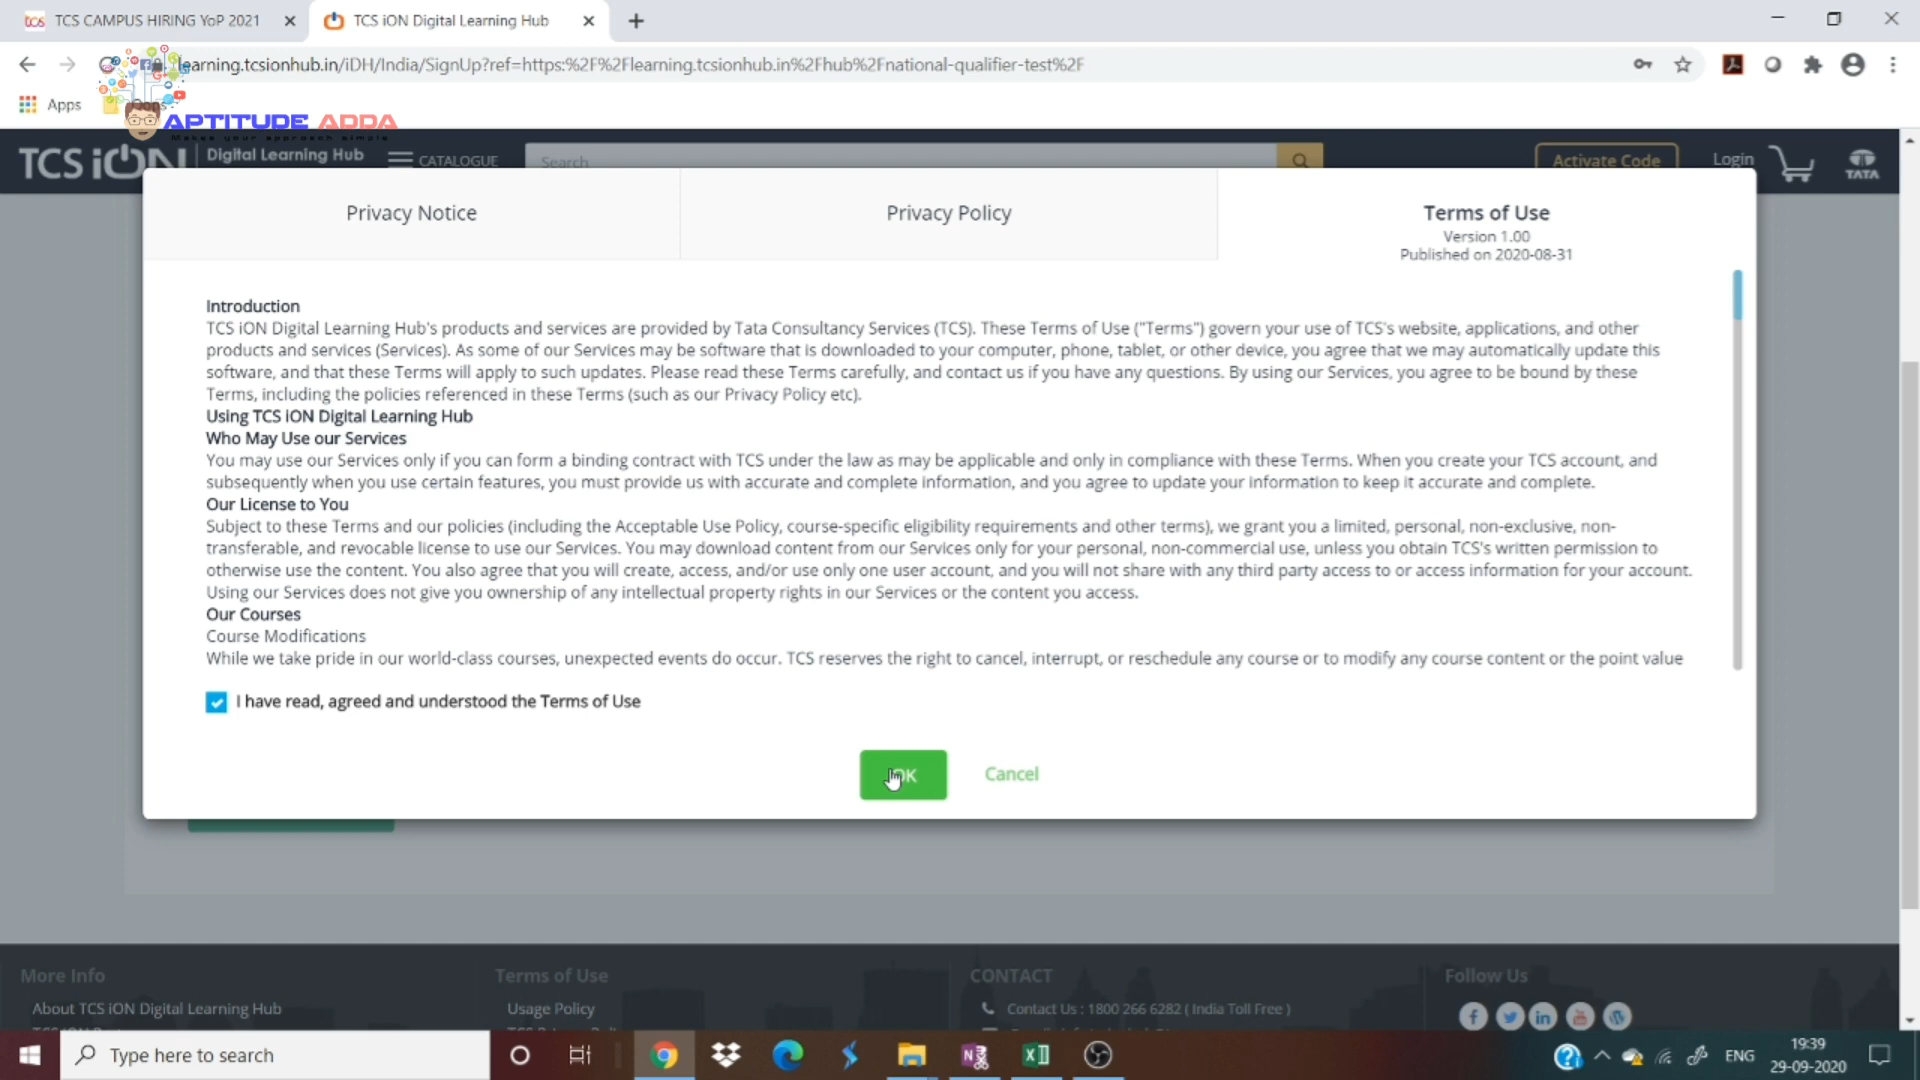 tcs TCS CAMPUS HIRING YoP 2021
TCS iON Digital Learning Hub
learning.tcsionhub.in/iDH/India/SignUp?ref=https:%2F%2Flearning.tcsionhub.in%2Fhub%2Fnational-qualifier-test%2F
Apps
APTITUDE ADDA
Makes your approach simple
TCS iON Digital Learning Hub
CATALOGUE
Search
Activate Code
Login
TATA
Privacy Notice
Privacy Policy
Terms of Use
Version 1.00
Published on 2020-08-31
Introduction
TCS iON Digital Learning Hub's products and services are provided by Tata Consultancy Services (TCS). These Terms of Use ("Terms") govern your use of TCS's website, applications, and other
products and services (Services). As some of our Services may be software that is downloaded to your computer, phone, tablet, or other device, you agree that we may automatically update this
software, and that these Terms will apply to such updates. Please read these Terms carefully, and contact us if you have any questions. By using our Services, you agree to be bound by these
Terms, including the policies referenced in these Terms (such as our Privacy Policy etc).
Using TCS iON Digital Learning Hub
Who May Use our Services
You may use our Services only if you can form a binding contract with TCS under the law as may be applicable and only in compliance with these Terms. When you create your TCS account, and
subsequently when you use certain features, you must provide us with accurate and complete information, and you agree to update your information to keep it accurate and complete.
Our License to You
Subject to these Terms and our policies (including the Acceptable Use Policy, course-specific eligibility requirements and other terms), we grant you a limited, personal, non-exclusive, non-
transferable, and revocable license to use our Services. You may download content from our Services only for your personal, non-commercial use, unless you obtain TCS's written permission to
otherwise use the content. You also agree that you will create, access, and/or use only one user account, and you will not share with any third party access to or access information for your account.
Using our Services does not give you ownership of any intellectual property rights in our Services or the content you access.
Our Courses
Course Modifications
While we take pride in our world-class courses, unexpected events do occur. TCS reserves the right to cancel, interrupt, or reschedule any course or to modify any course content or the point value
I have read, agreed and understood the Terms of Use
OK
Cancel
More Info
Terms of Use
CONTACT
Follow Us
About TCS iON Digital Learning Hub
Usage Policy
Contact Us : 1800 266 6282 ( India Toll Free )
Type here to search
ENG
19:39
29-09-2020